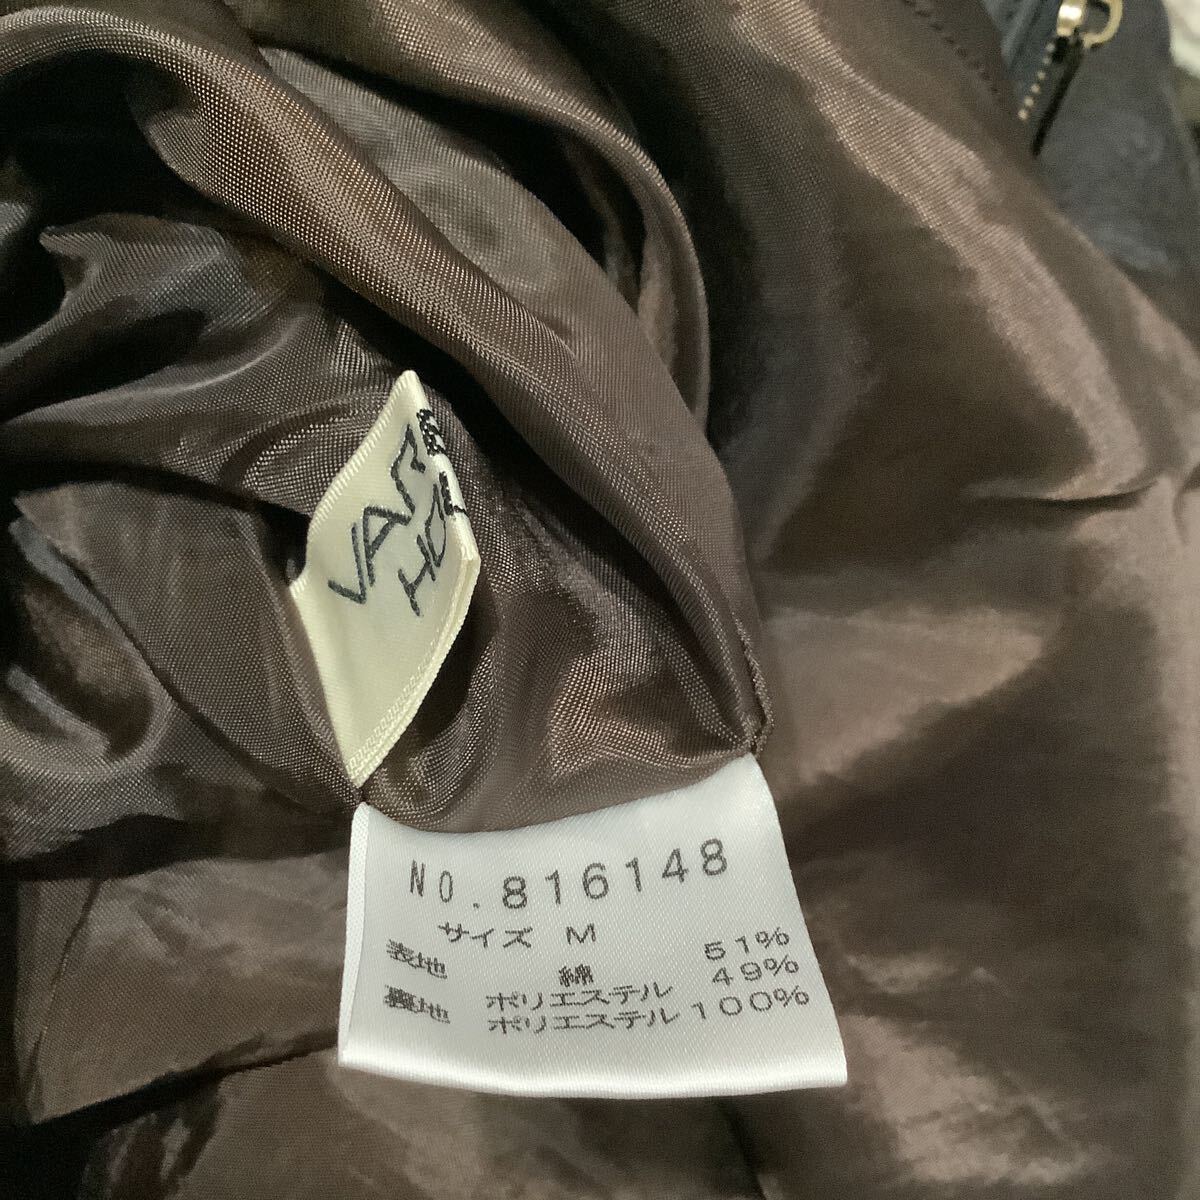 NO.816148
サイズ M
表地 綿 51%
ポリエステル 49%
裏地 ポリエステル 100%